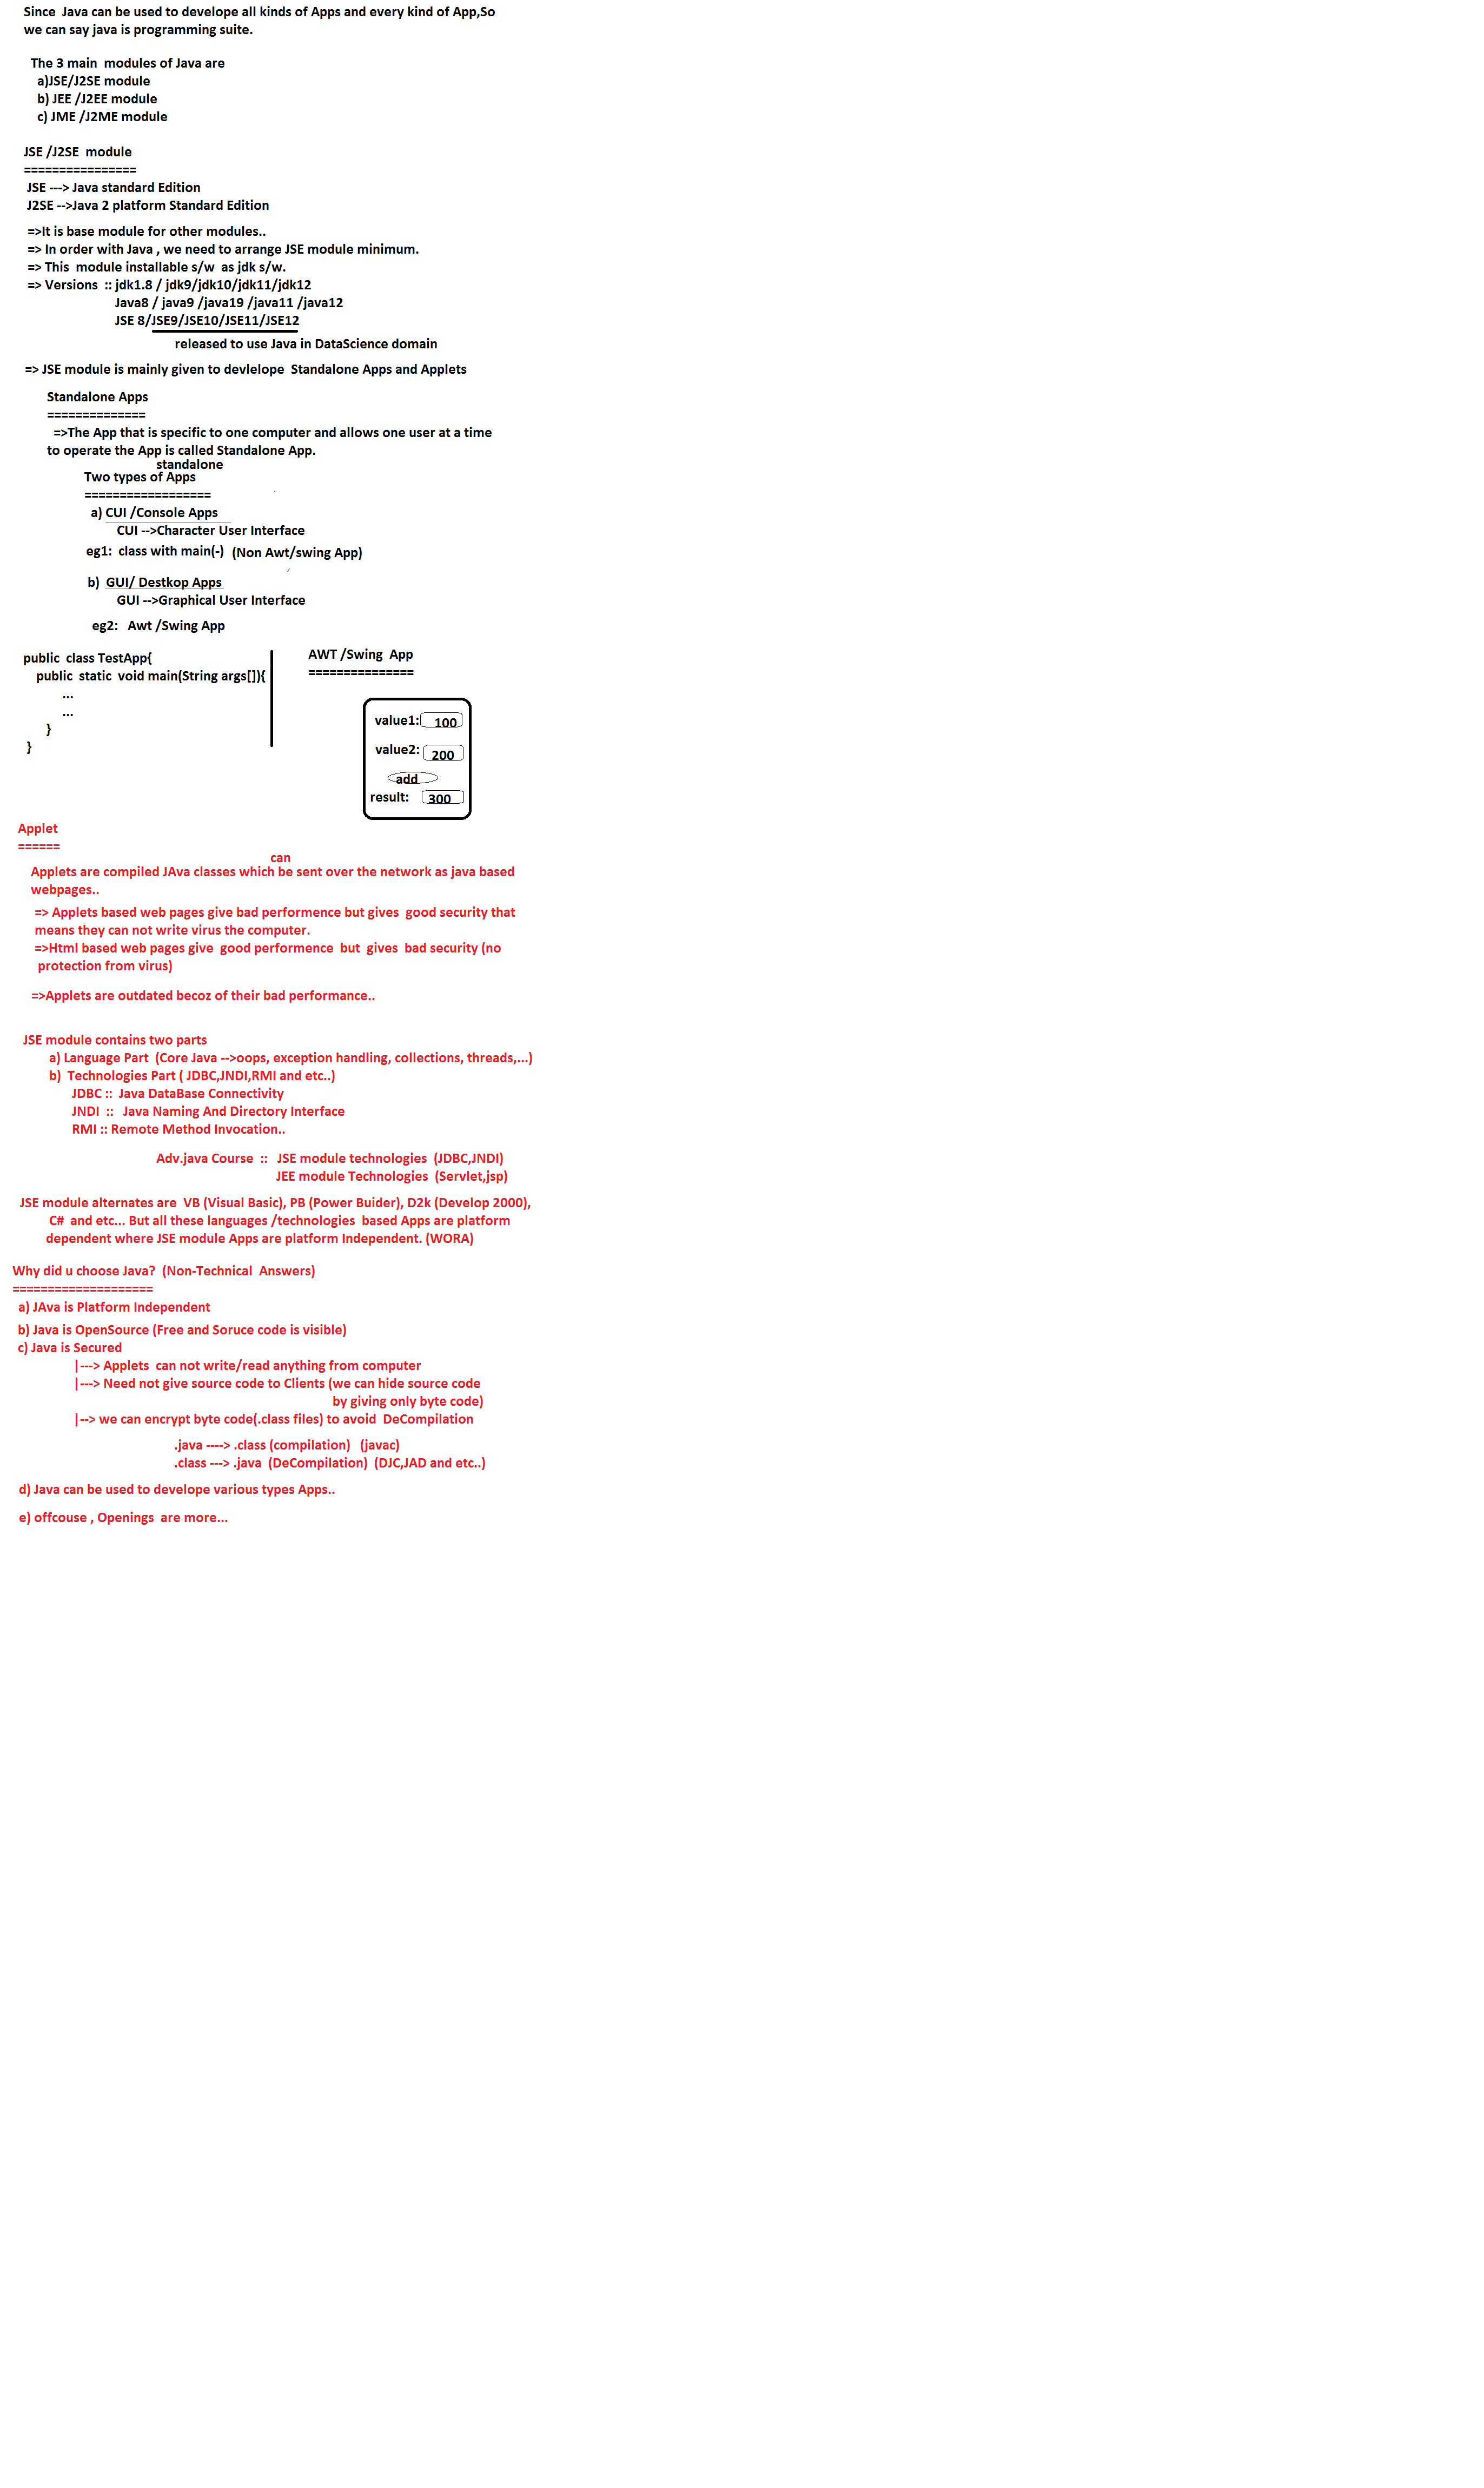 Since  Java can be used to develope all kinds of Apps and every kind of App,So
we can say java is programming suite.
The 3 main  modules of Java are
a)JSE/J2SE module
b) JEE /J2EE module
c) JME /J2ME module
JSE /J2SE  module
================
JSE ---> Java standard Edition
J2SE -->Java 2 platform Standard Edition
=>It is base module for other modules..
=> In order with Java , we need to arrange JSE module minimum.
=> This  module installable s/w  as jdk s/w.
=> Versions  :: jdk1.8 / jdk9/jdk10/jdk11/jdk12
Java8 / java9 /java19 /java11 /java12
JSE 8/JSE9/JSE10/JSE11/JSE12
released to use Java in DataScience domain
=> JSE module is mainly given to devlelope  Standalone Apps and Applets
Standalone Apps
==============
=>The App that is specific to one computer and allows one user at a time
to operate the App is called Standalone App.
standalone
Two types of Apps
==================
a) CUI /Console Apps
CUI -->Character User Interface
eg1:  class with main(-)  (Non Awt/swing App)
b)  GUI/ Destkop Apps
GUI -->Graphical User Interface
eg2:   Awt /Swing App
public  class TestApp{
public  static  void main(String args[]){
...
...
}
}
AWT /Swing  App
===============
value1: 100
value2: 200
add
result: 300
Applet
======
can
Applets are compiled JAva classes which be sent over the network as java based
webpages..
=> Applets based web pages give bad performence but gives  good security that
means they can not write virus the computer.
=>Html based web pages give  good performence  but  gives  bad security (no
protection from virus)
=>Applets are outdated becoz of their bad performance..
JSE module contains two parts
a) Language Part  (Core Java -->oops, exception handling, collections, threads,...)
b)  Technologies Part ( JDBC,JNDI,RMI and etc..)
JDBC ::  Java DataBase Connectivity
JNDI  ::   Java Naming And Directory Interface
RMI :: Remote Method Invocation..
Adv.java Course  ::   JSE module technologies  (JDBC,JNDI)
JEE module Technologies  (Servlet,jsp)
JSE module alternates are  VB (Visual Basic), PB (Power Buider), D2k (Develop 2000),
C#  and etc... But all these languages /technologies  based Apps are platform
dependent where JSE module Apps are platform Independent. (WORA)
Why did u choose Java?  (Non-Technical  Answers)
====================
a) JAva is Platform Independent
b) Java is OpenSource (Free and Soruce code is visible)
c) Java is Secured
|---> Applets  can not write/read anything from computer
|---> Need not give source code to Clients (we can hide source code
by giving only byte code)
|--> we can encrypt byte code(.class files) to avoid  DeCompilation
.java ----> .class (compilation)   (javac)
.class ---> .java  (DeCompilation)  (DJC,JAD and etc..)
d) Java can be used to develope various types Apps..
e) offcouse , Openings  are more...